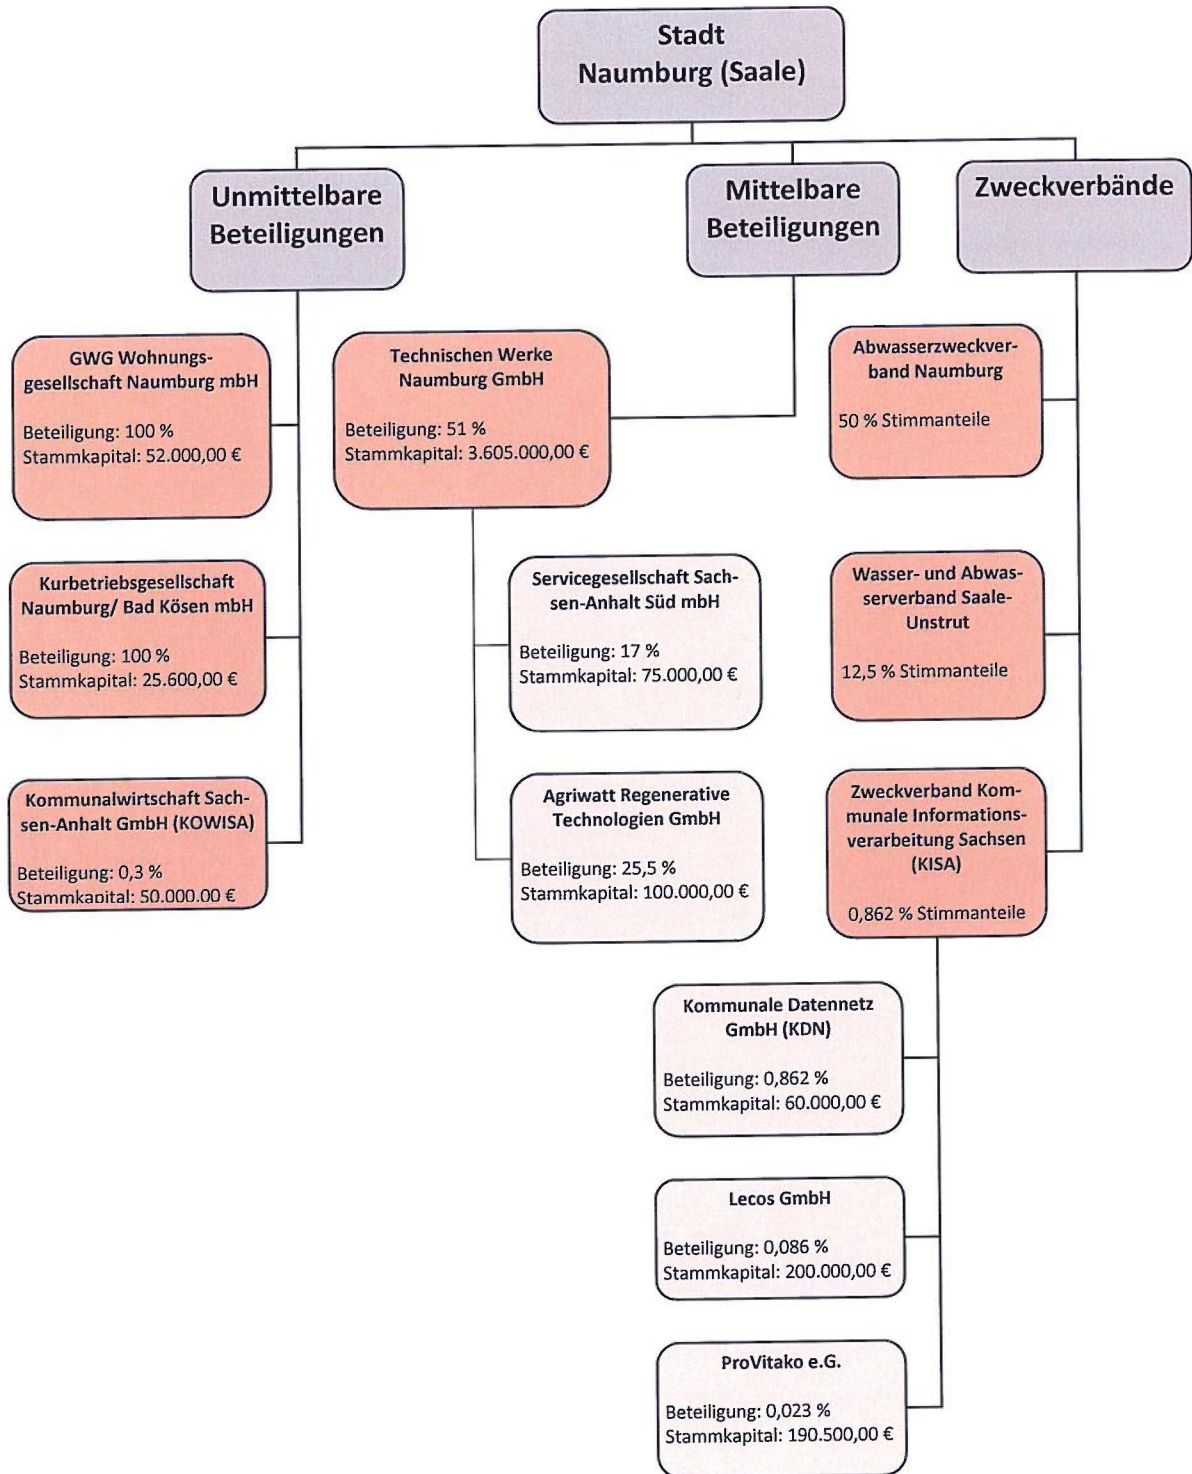 Stadt
Naumburg (Saale)
Unmittelbare
Beteiligungen
Mittelbare
Beteiligungen
Zweckverbände
GWG Wohnungs-
gesellschaft Naumburg mbH
Beteiligung: 100 %
Stammkapital: 52.000,00 €
Kurbetriebsgesellschaft
Naumburg/ Bad Kösen mbH
Beteiligung: 100 %
Stammkapital: 25.600,00 €
Kommunalwirtschaft Sach-
sen-Anhalt GmbH (KOWISA)
Beteiligung: 0,3 %
Stammkapital: 50.000.00 €
Technischen Werke
Naumburg GmbH
Beteiligung: 51 %
Stammkapital: 3.605.000,00 €
Servicegesellschaft Sach-
sen-Anhalt Süd mbH
Beteiligung: 17 %
Stammkapital: 75.000,00 €
Agriwatt Regenerative
Technologien GmbH
Beteiligung: 25,5 %
Stammkapital: 100.000,00 €
Abwasserzweckver-
band Naumburg
50 % Stimmanteile
Wasser- und Abwas-
serverband Saale-
Unstrut
12,5 % Stimmanteile
Zweckverband Kom-
munale Informations-
verarbeitung Sachsen
(KISA)
0,862 % Stimmanteile
Kommunale Datennetz
GmbH (KDN)
Beteiligung: 0,862 %
Stammkapital: 60.000,00 €
Lecos GmbH
Beteiligung: 0,086 %
Stammkapital: 200.000,00 €
ProVitako e.G.
Beteiligung: 0,023 %
Stammkapital: 190.500,00 €